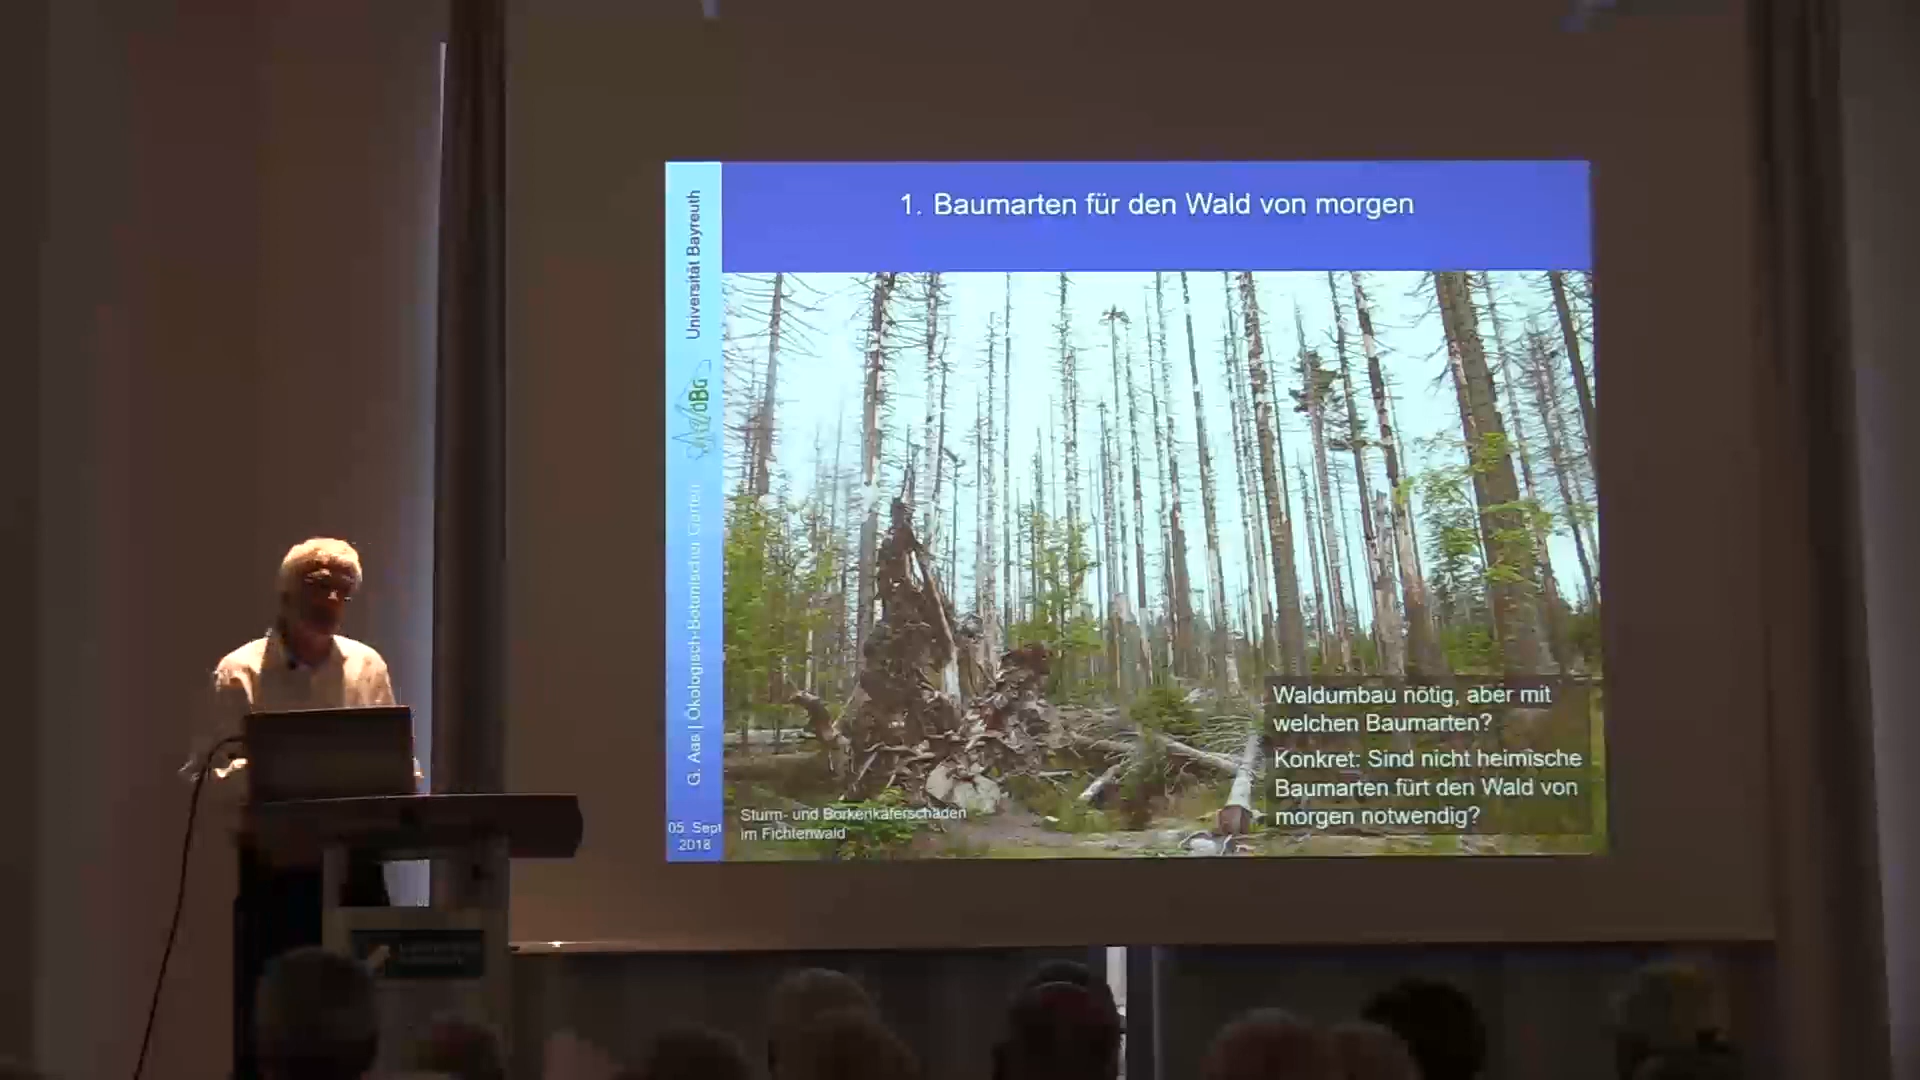 1. Baumarten für den Wald von morgen
Universität Bayreuth
ÖBG
G. Aas | Ökologisch-Botanischer Garten
05. Sept
2018
Sturm- und Borkenkäferschäden
im Fichtenwald
Waldumbau nötig, aber mit
welchen Baumarten?
Konkret: Sind nicht heimische
Baumarten fürt den Wald von
morgen notwendig?